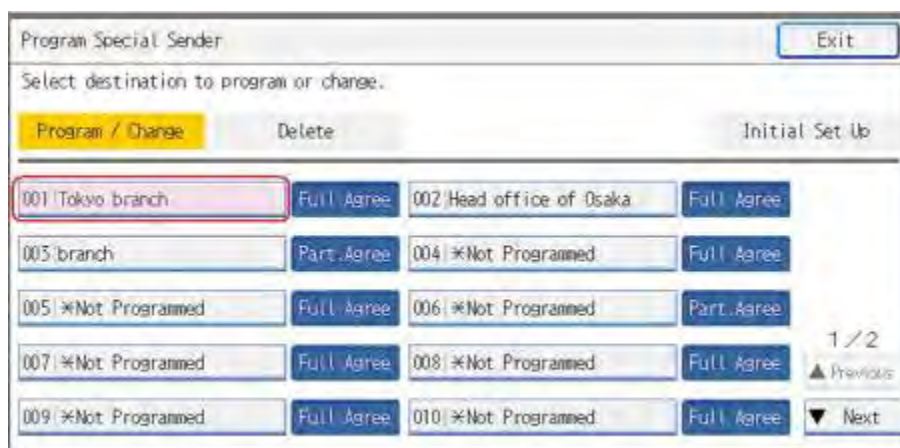 Program Special Sender Exit
Select destination to program or change.
Program / Change Delete Initial Set Up
001 Tokyo branch Full Agree 002 Head office of Osaka Full Agree
003 branch Part.Agree 004 *Not Programmed Full Agree
005 *Not Programmed Full Agree 006 *Not Programmed Part.Agree
007 *Not Programmed Full Agree 008 *Not Programmed Full Agree
1/2
▲ Previous
009 *Not Programmed Full Agree 010 *Not Programmed Full Agree ▼ Next